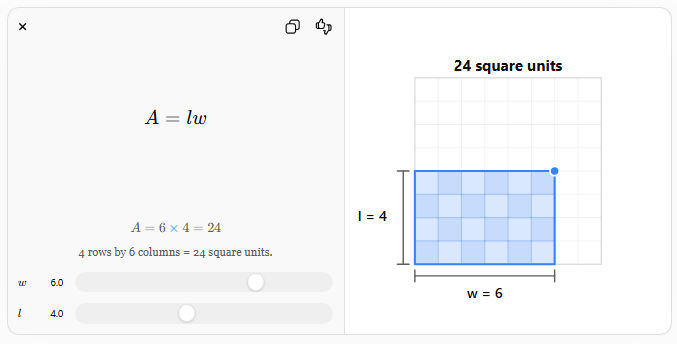 A = lw
A = 6 × 4 = 24
4 rows by 6 columns = 24 square units.
w 6.0
l 4.0
24 square units
l = 4
w = 6